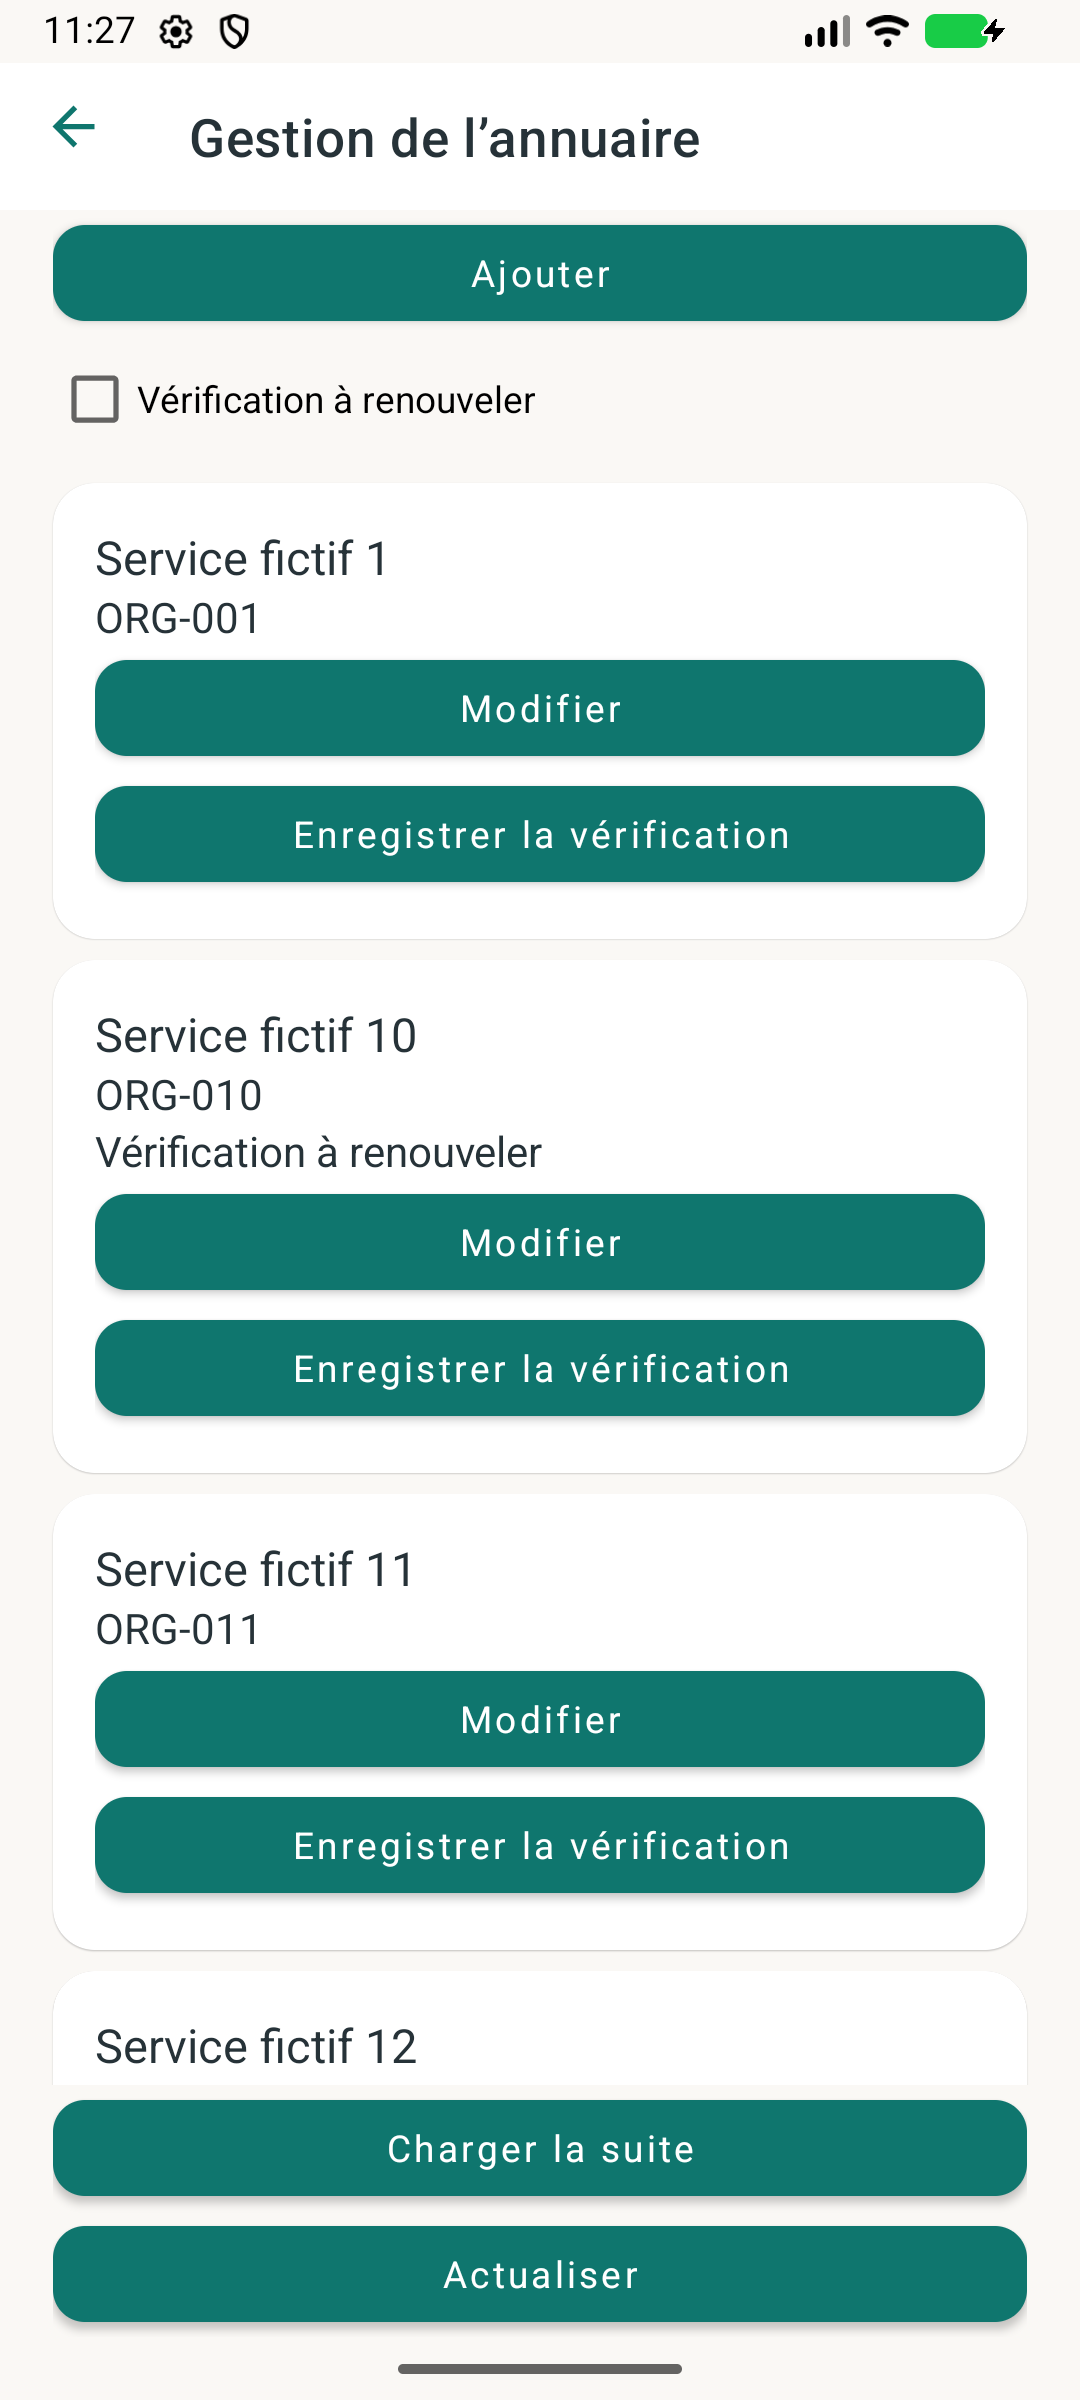 11:27
Gestion de l’annuaire
Ajouter
Vérification à renouveler
Service fictif 1
ORG-001
Modifier
Enregistrer la vérification
Service fictif 10
ORG-010
Vérification à renouveler
Modifier
Enregistrer la vérification
Service fictif 11
ORG-011
Modifier
Enregistrer la vérification
Service fictif 12
Charger la suite
Actualiser